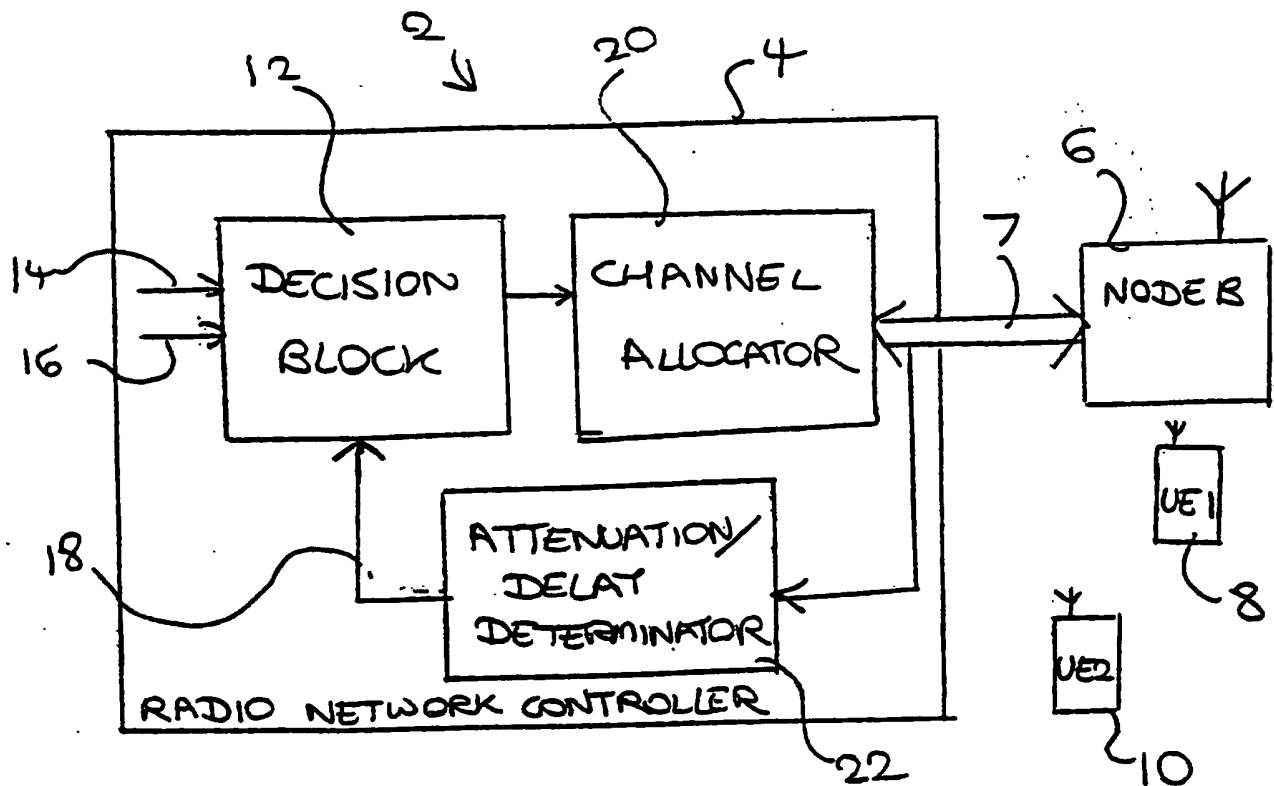 2
12
20
4
6
7
14
16
DECISION
BLOCK
CHANNEL
ALLOCATOR
NODE B
UE1
8
18
ATTENUATION/
DELAY
DETERMINATOR
UE2
10
RADIO NETWORK CONTROLLER
22